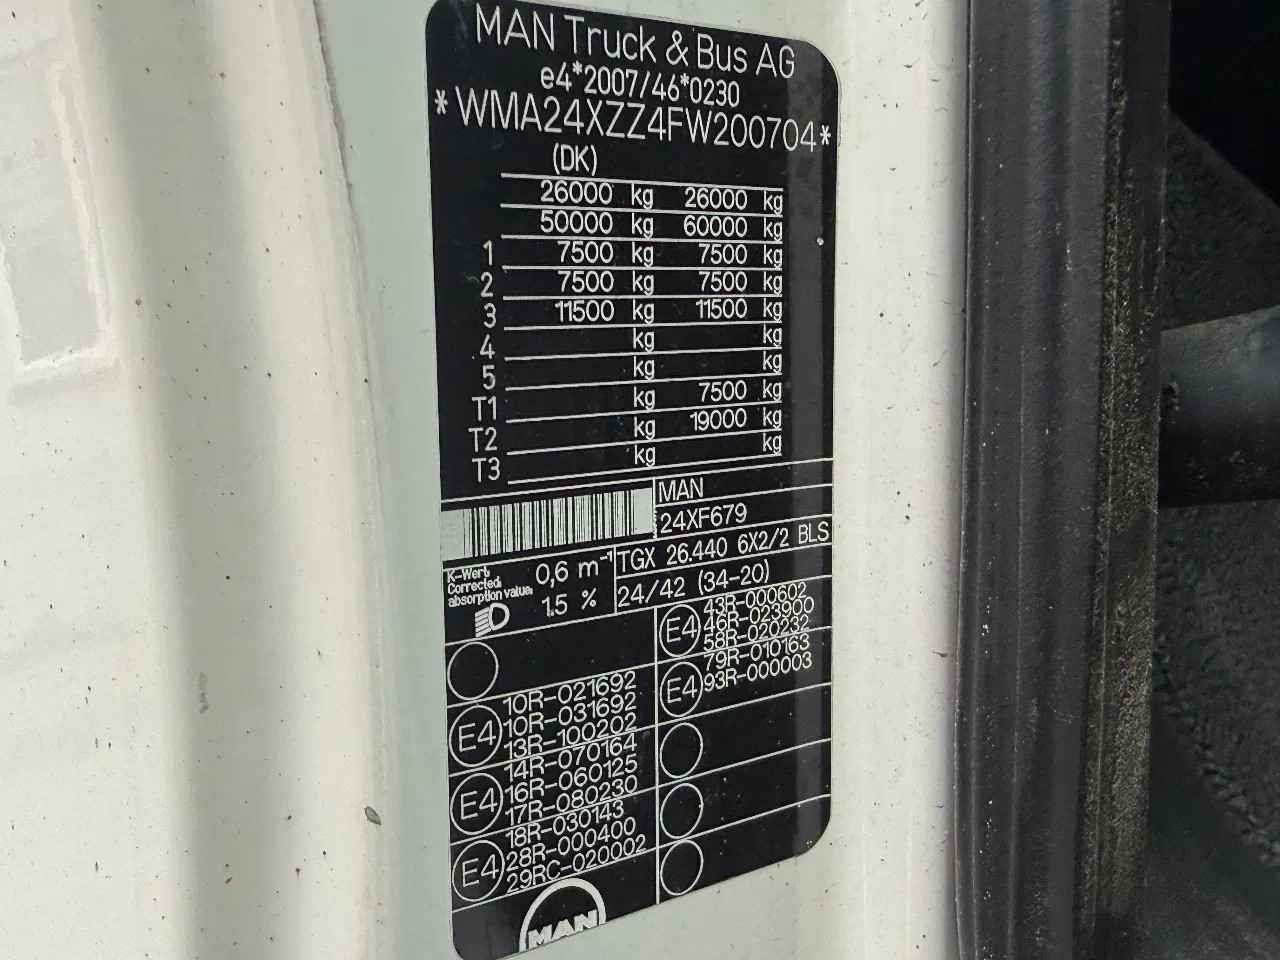 MAN Truck & Bus AG
e4*2007/46*0230
*WMA24XZZ4FW200704*
(DK)
26000 kg 26000 kg
50000 kg 60000 kg
1 7500 kg 7500 kg
2 7500 kg 7500 kg
3 11500 kg 11500 kg
4 kg kg
5 kg kg
T1 kg 7500 kg
T2 kg 19000 kg
T3 kg kg
MAN
24XF679
TGX 26.440 6X2/2 BLS
24/42 (34-20)
K-Wert
Corrected
absorption value
0,6 m⁻¹
1.5 %
E4 10R-021692
10R-031692
13R-100202
E4 14R-070164
16R-060125
17R-080230
E4 18R-030143
28R-000400
29RC-020002
E4 43R-000602
46R-023900
58R-020232
E4 79R-010163
93R-000003
MAN